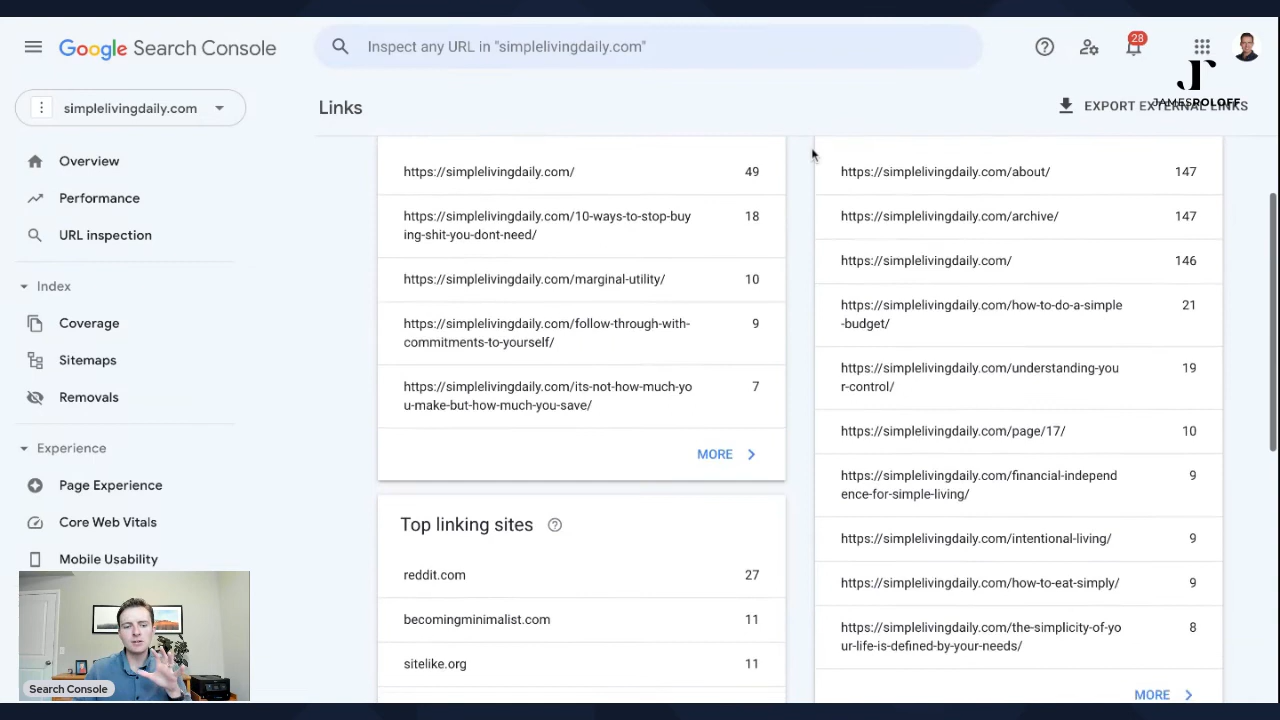 Google Search Console
Inspect any URL in "simplelivingdaily.com"
28
simplelivingdaily.com
Links
EXPORT EXTERNAL LINKS
JAMESROLOFF
Overview
Performance
URL inspection
Index
Coverage
Sitemaps
Removals
Experience
Page Experience
Core Web Vitals
Mobile Usability
Search Console
https://simplelivingdaily.com/ 49
https://simplelivingdaily.com/10-ways-to-stop-buy
ing-shit-you-dont-need/ 18
https://simplelivingdaily.com/marginal-utility/ 10
https://simplelivingdaily.com/follow-through-with-
commitments-to-yourself/ 9
https://simplelivingdaily.com/its-not-how-much-yo
u-make-but-how-much-you-save/ 7
MORE
Top linking sites
reddit.com 27
becomingminimalist.com 11
sitelike.org 11
https://simplelivingdaily.com/about/ 147
https://simplelivingdaily.com/archive/ 147
https://simplelivingdaily.com/ 146
https://simplelivingdaily.com/how-to-do-a-simple
-budget/ 21
https://simplelivingdaily.com/understanding-you
r-control/ 19
https://simplelivingdaily.com/page/17/ 10
https://simplelivingdaily.com/financial-independ
ence-for-simple-living/ 9
https://simplelivingdaily.com/intentional-living/ 9
https://simplelivingdaily.com/how-to-eat-simply/ 9
https://simplelivingdaily.com/the-simplicity-of-yo
ur-life-is-defined-by-your-needs/ 8
MORE